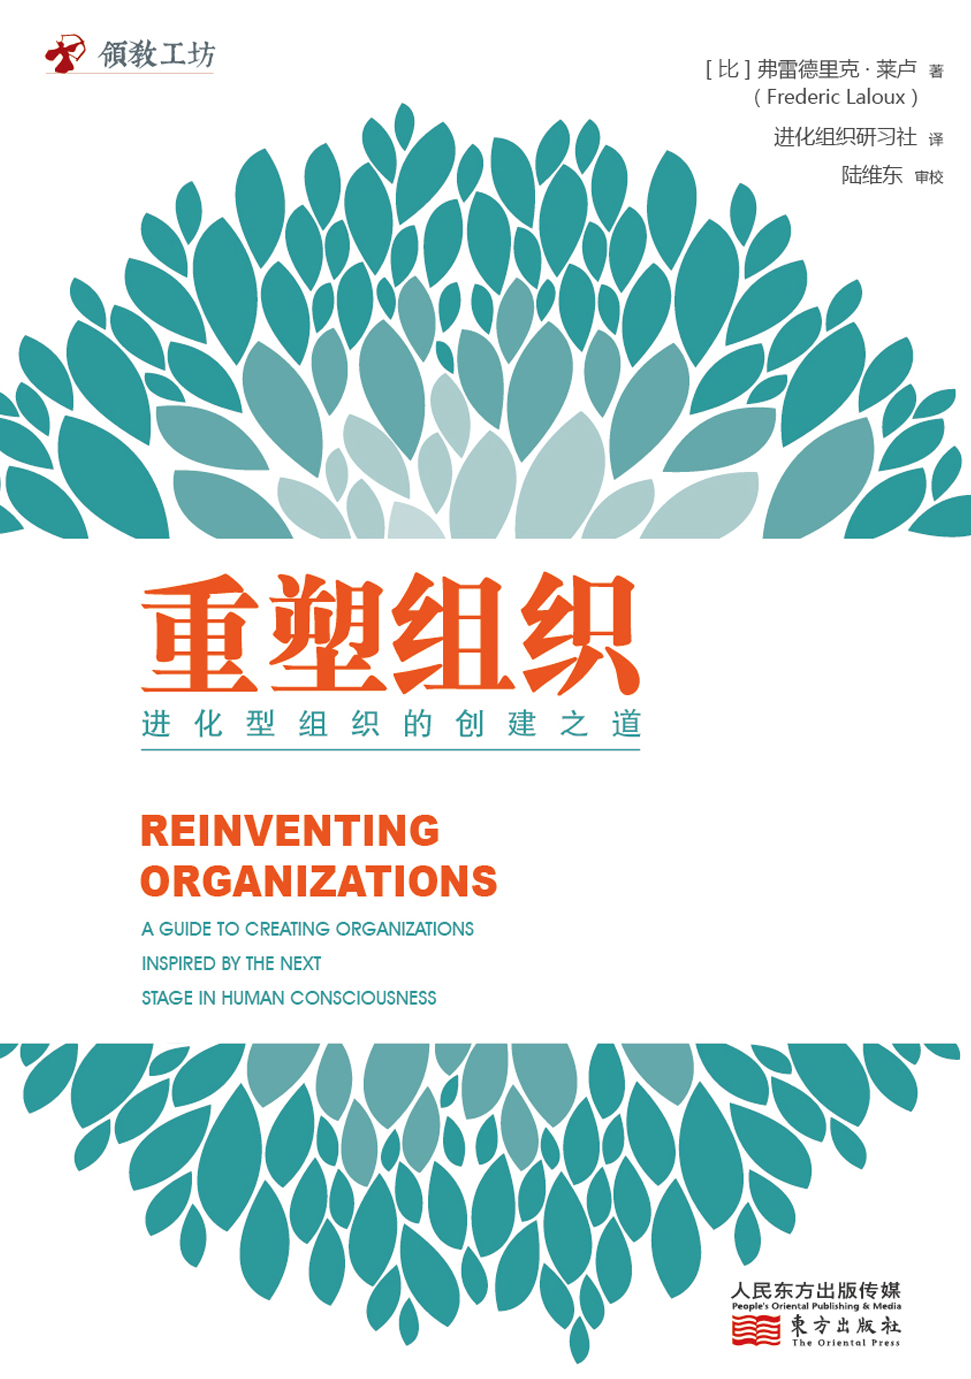 領教工坊
[ 比 ] 弗雷德里克 · 莱卢 著
( Frederic Laloux )
进化组织研习社 译
陆维东 审校
重塑组织
进化型组织的创建之道
REINVENTING
ORGANIZATIONS
A GUIDE TO CREATING ORGANIZATIONS
INSPIRED BY THE NEXT
STAGE IN HUMAN CONSCIOUSNESS
人民东方出版传媒
People's Oriental Publishing & Media
東方出版社
The Oriental Press